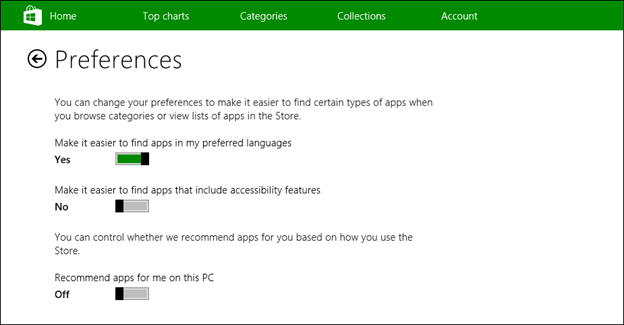 Home Top charts Categories Collections Account
Preferences
You can change your preferences to make it easier to find certain types of apps when
you browse categories or view lists of apps in the Store.
Make it easier to find apps in my preferred languages
Yes
Make it easier to find apps that include accessibility features
No
You can control whether we recommend apps for you based on how you use the
Store.
Recommend apps for me on this PC
Off